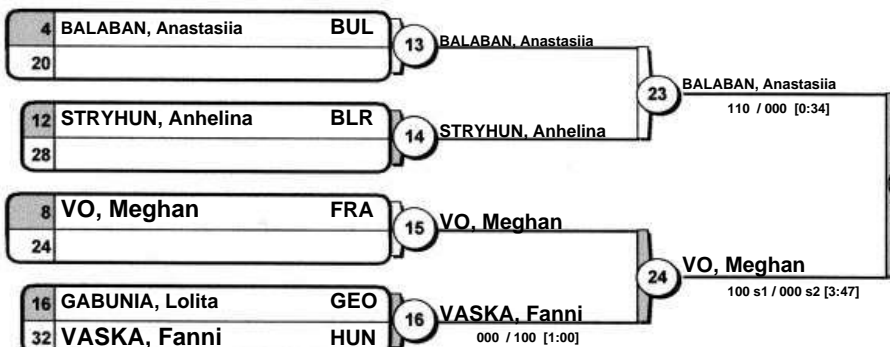 4 BALABAN, Anastasiia BUL
20
13 BALABAN, Anastasiia
12 STRYHUN, Anhelina BLR
28
14 STRYHUN, Anhelina
23 BALABAN, Anastasiia
110 / 000 [0:34]
8 VO, Meghan FRA
24
15 VO, Meghan
16 GABUNIA, Lolita GEO
32 VASKA, Fanni HUN
16 VASKA, Fanni
000 / 100 [1:00]
24 VO, Meghan
100 s1 / 000 s2 [3:47]